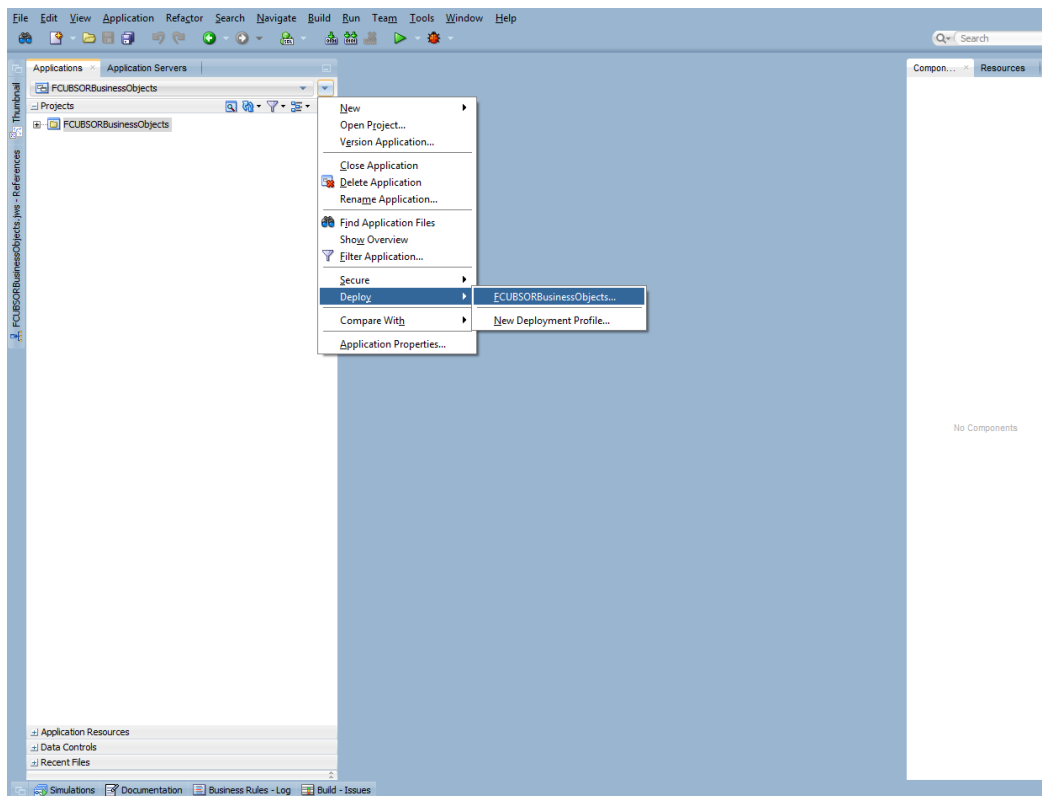 File Edit View Application Refactor Search Navigate Build Run Team Tools Window Help
Search
Applications Application Servers
Compon... Resources
FCUBSORBusinessObjects
Projects
FCUBSORBusinessObjects
Thumbnail
FCUBSORBusinessObjects.jws - References
New
Open Project...
Version Application...
Close Application
Delete Application
Rename Application...
Find Application Files
Show Overview
Filter Application...
Secure
Deploy
FCUBSORBusinessObjects...
Compare With
New Deployment Profile...
Application Properties...
No Components
Application Resources
Data Controls
Recent Files
Simulations Documentation Business Rules - Log Build - Issues